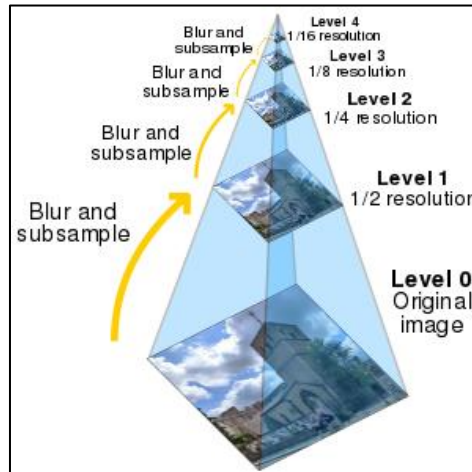 Level 4
1/16 resolution
Blur and
subsample
Level 3
1/8 resolution
Blur and
subsample
Level 2
1/4 resolution
Blur and
subsample
Level 1
1/2 resolution
Blur and
subsample
Level 0
Original
image